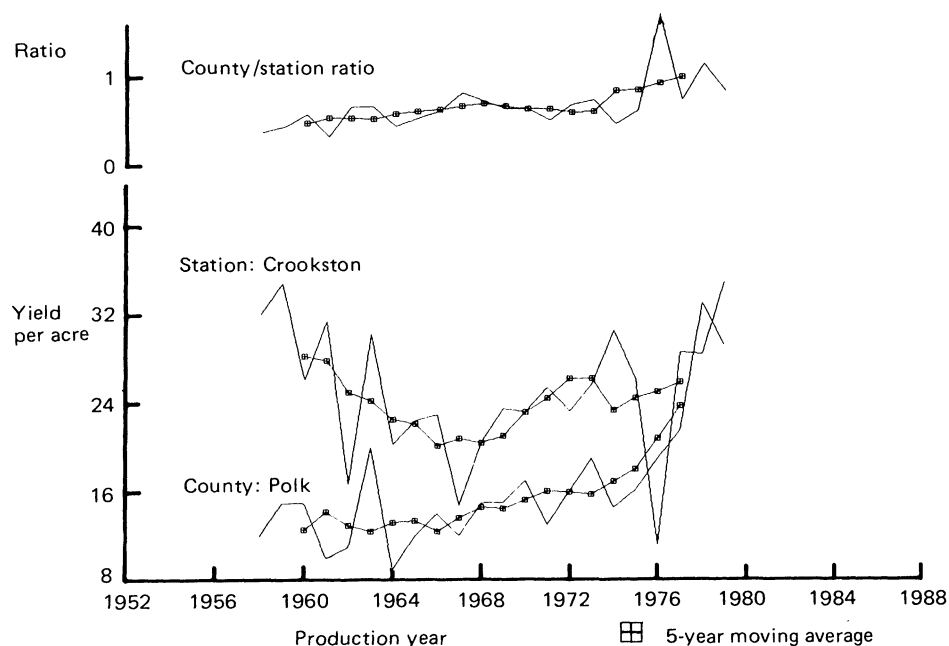 Ratio
County/station ratio
1
0
40
Station: Crookston
Yield
per acre
32
24
County: Polk
16
8
1952 1956 1960 1964 1968 1972 1976 1980 1984 1988
Production year
5-year moving average